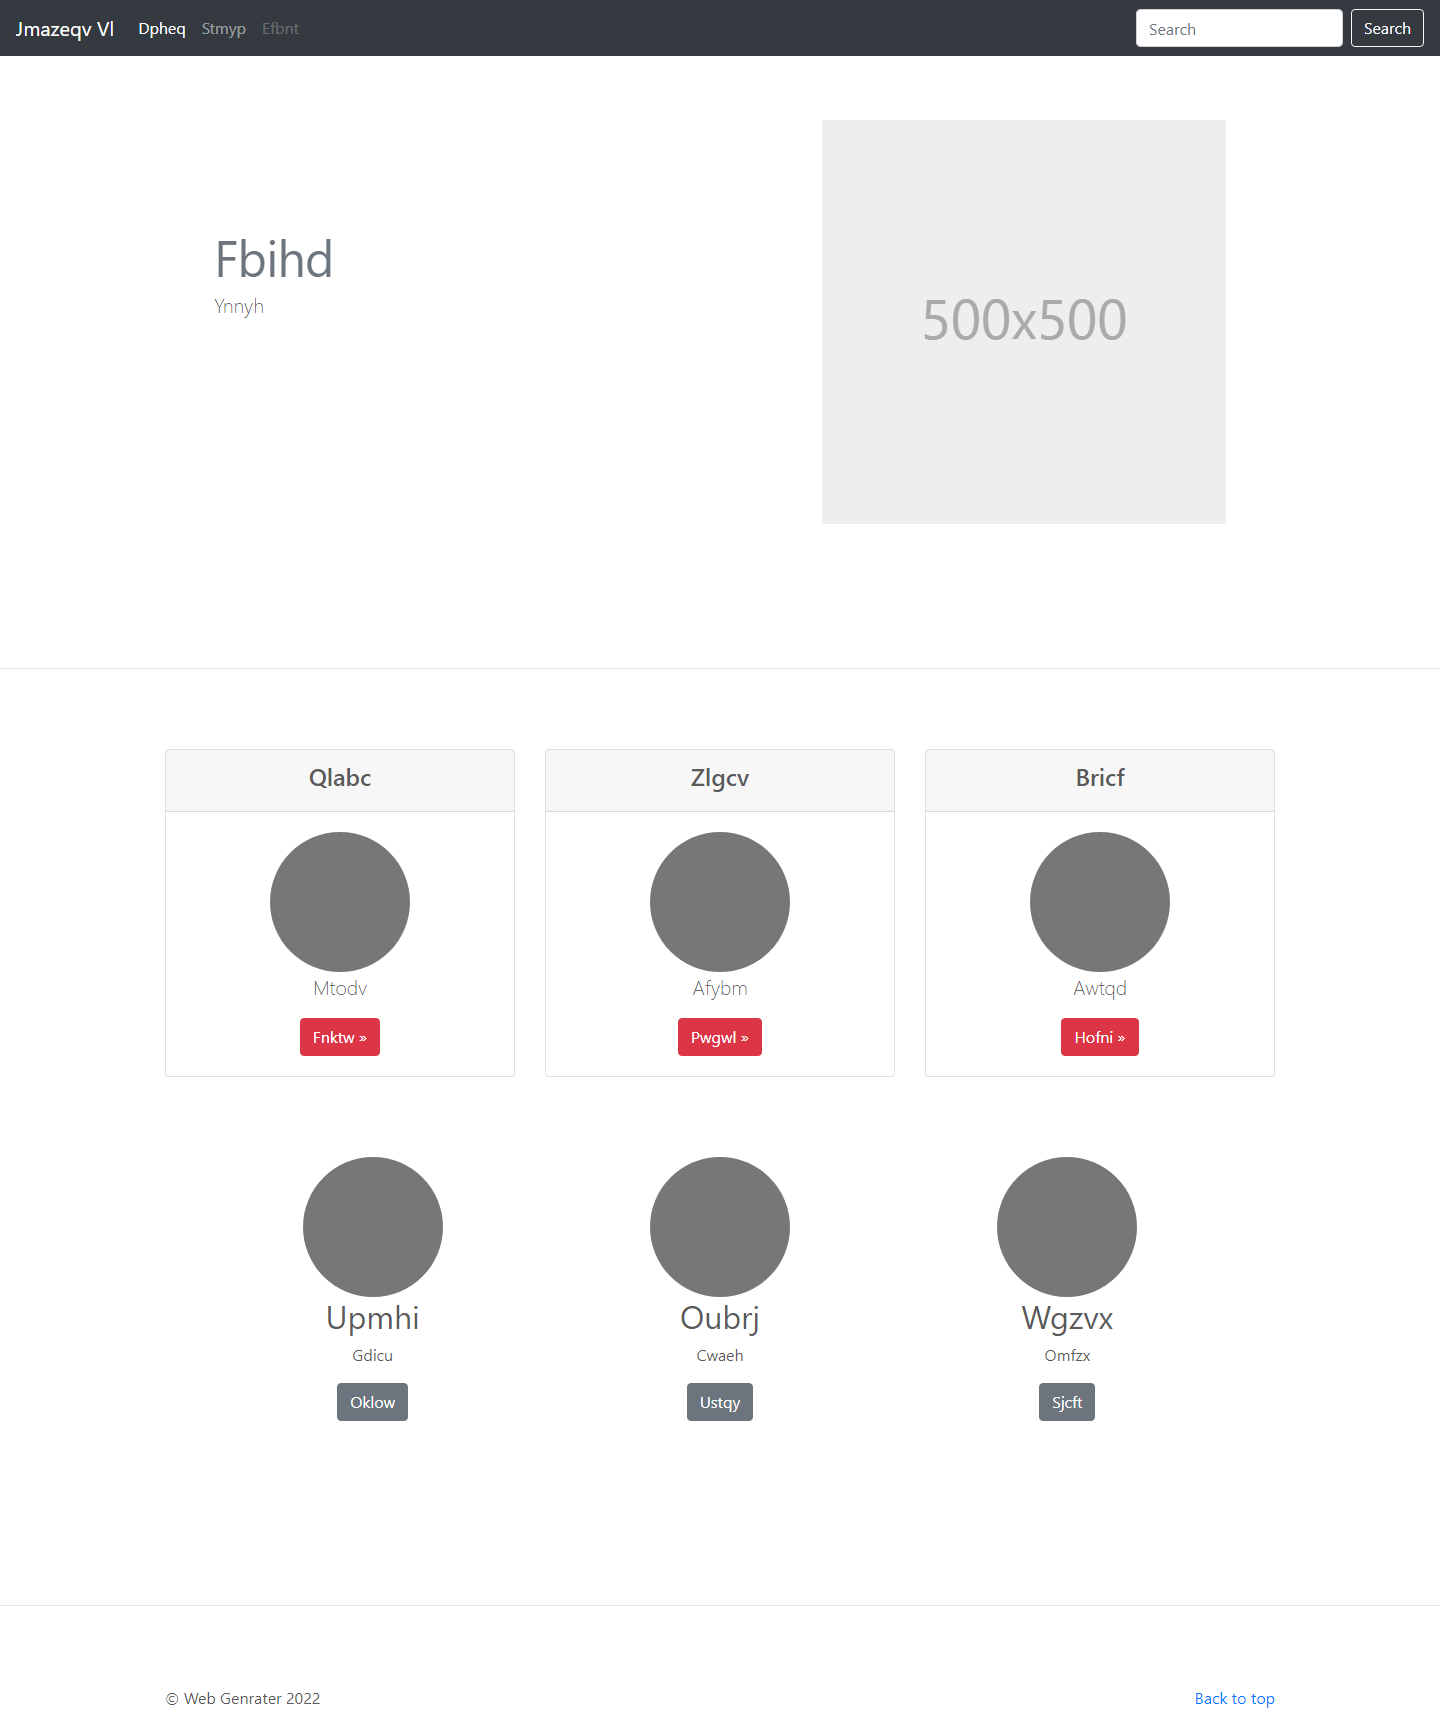 Jmazeqv Vl Dpheq Stmyp Efbnt Search Search
Fbihd
Ynnyh
500x500
Qlabc Zlgcv Bricf
Mtodv Afybm Awtqd
Fnktw » Pwgwl » Hofni »
Upmhi Oubrj Wgzvx
Gdicu Cwaeh Omfzx
Oklow Ustqy Sjcft
© Web Genrater 2022 Back to top